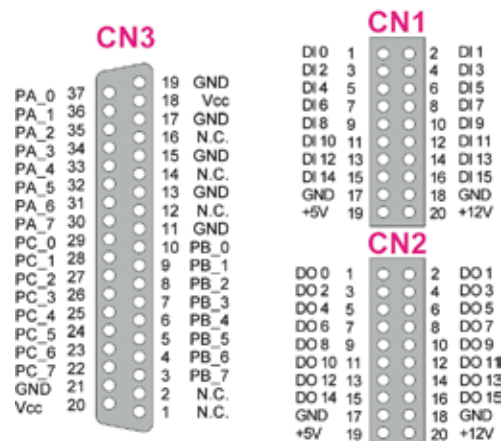 CN3
PA_0 37
PA_1 36
PA_2 35
PA_3 34
PA_4 33
PA_5 32
PA_6 31
PA_7 30
PC_0 29
PC_1 28
PC_2 27
PC_3 26
PC_4 25
PC_5 24
PC_6 23
PC_7 22
GND 21
Vcc 20
19 GND
18 Vcc
17 GND
16 N.C.
15 GND
14 N.C.
13 GND
12 N.C.
11 GND
10 PB_0
9 PB_1
8 PB_2
7 PB_3
6 PB_4
5 PB_5
4 PB_6
3 PB_7
2 N.C.
1 N.C.
CN1
DI 0 1 2 DI 1
DI 2 3 4 DI 3
DI 4 5 6 DI 5
DI 6 7 8 DI 7
DI 8 9 10 DI 9
DI 10 11 12 DI 11
DI 12 13 14 DI 13
DI 14 15 16 DI 15
GND 17 18 GND
+5V 19 20 +12V
CN2
DO 0 1 2 DO 1
DO 2 3 4 DO 3
DO 4 5 6 DO 5
DO 6 7 8 DO 7
DO 8 9 10 DO 9
DO 10 11 12 DO 11
DO 12 13 14 DO 13
DO 14 15 16 DO 15
GND 17 18 GND
+5V 19 20 +12V